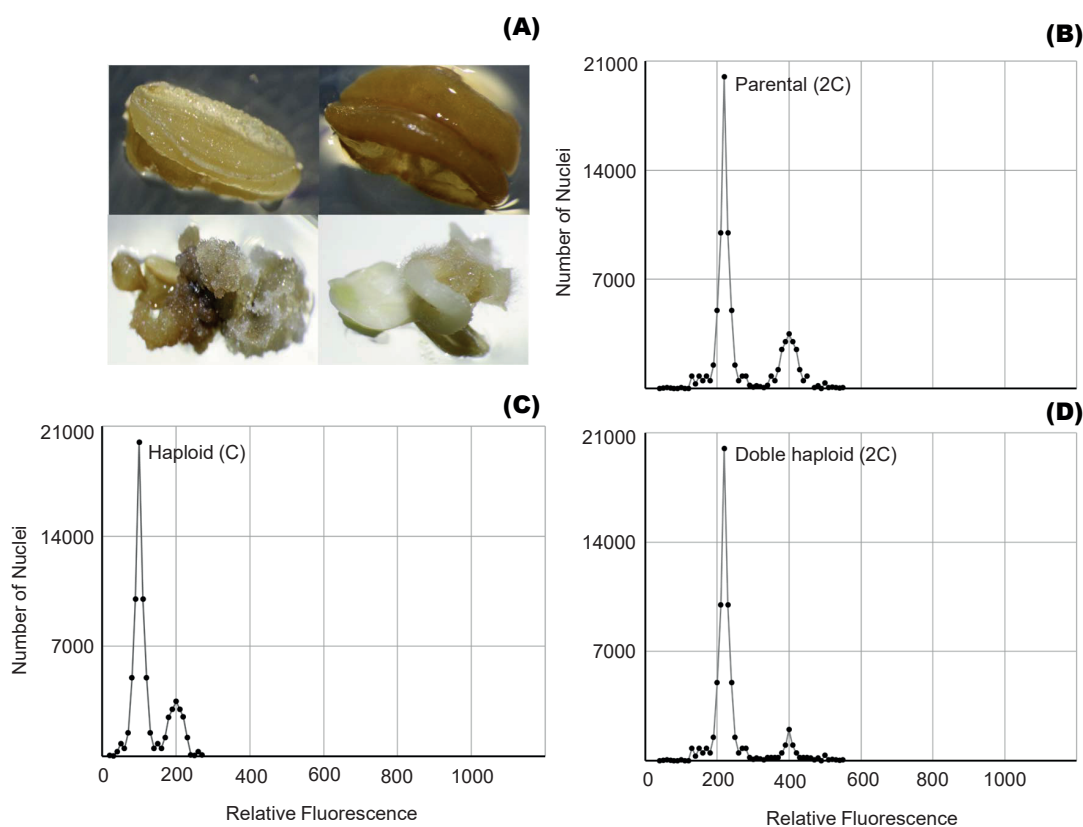 (A)
(B)
21000
14000
7000
Number of Nuclei
Parental (2C)
(C)
21000
14000
7000
Number of Nuclei
Haploid (C)
0 200 400 600 800 1000
Relative Fluorescence
(D)
21000
14000
7000
Doble haploid (2C)
0 200 400 600 800 1000
Relative Fluorescence